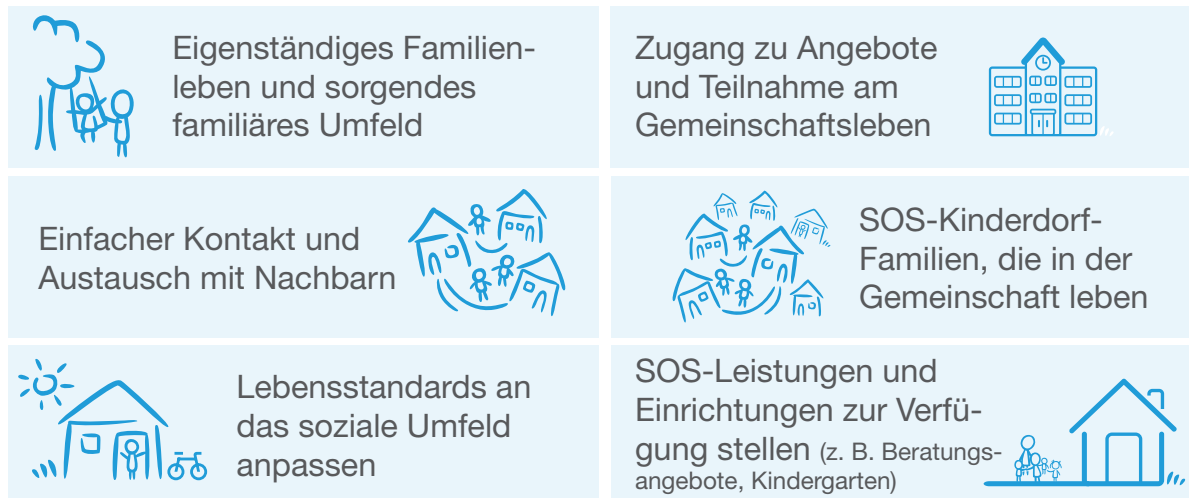 Eigenständiges Familien-
leben und sorgendes
familiäres Umfeld
Zugang zu Angebote
und Teilnahme am
Gemeinschaftsleben
Einfacher Kontakt und
Austausch mit Nachbarn
SOS-Kinderdorf-
Familien, die in der
Gemeinschaft leben
Lebensstandards an
das soziale Umfeld
anpassen
SOS-Leistungen und
Einrichtungen zur Verfü-
gung stellen (z. B. Beratungs-
angebote, Kindergarten)